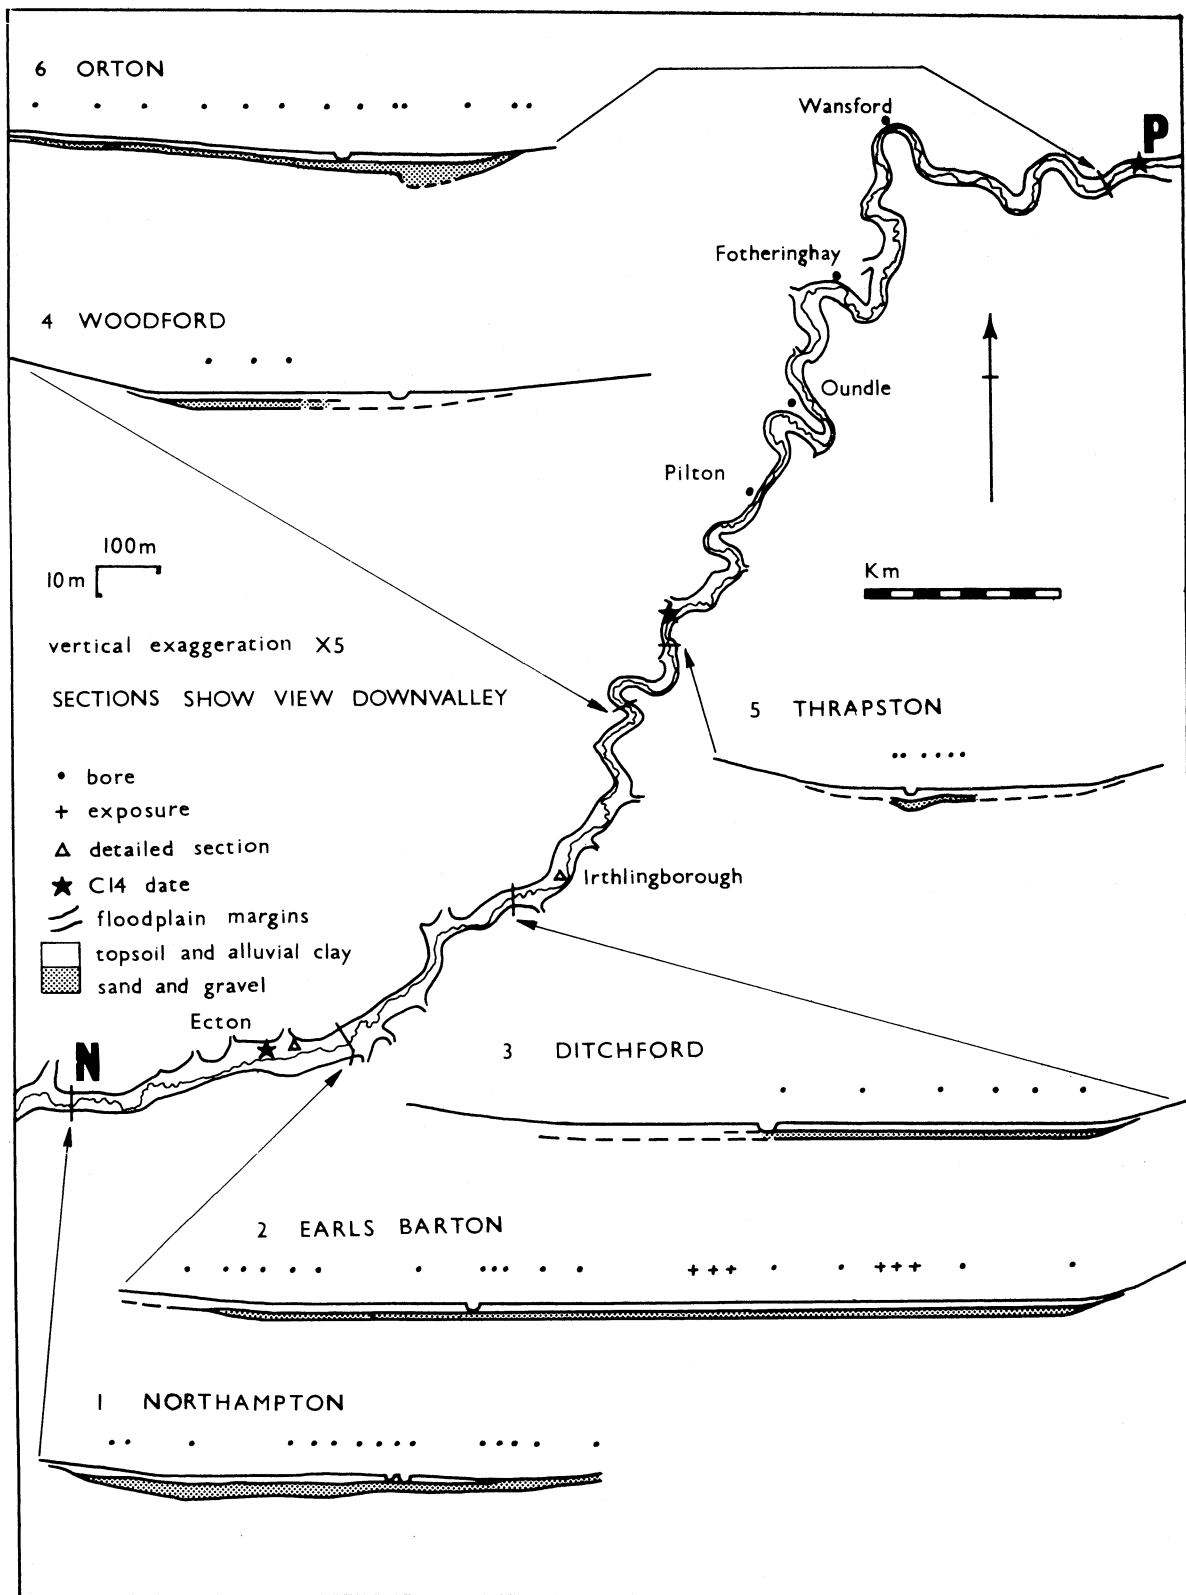 6 ORTON
Wansford
P
Fotheringhay
4 WOODFORD
Oundle
Pilton
100m
10m
Km
vertical exaggeration X5
SECTIONS SHOW VIEW DOWNVALLEY
5 THRAPSTON
bore
exposure
detailed section
C14 date
floodplain margins
topsoil and alluvial clay
sand and gravel
Irthlingborough
Ecton
N
3 DITCHFORD
2 EARLS BARTON
1 NORTHAMPTON